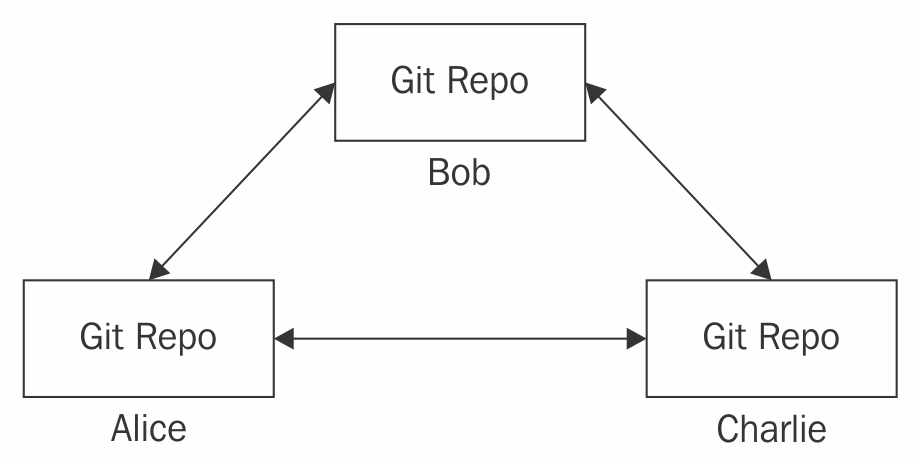 Git Repo
Bob
Git Repo
Git Repo
Alice
Charlie